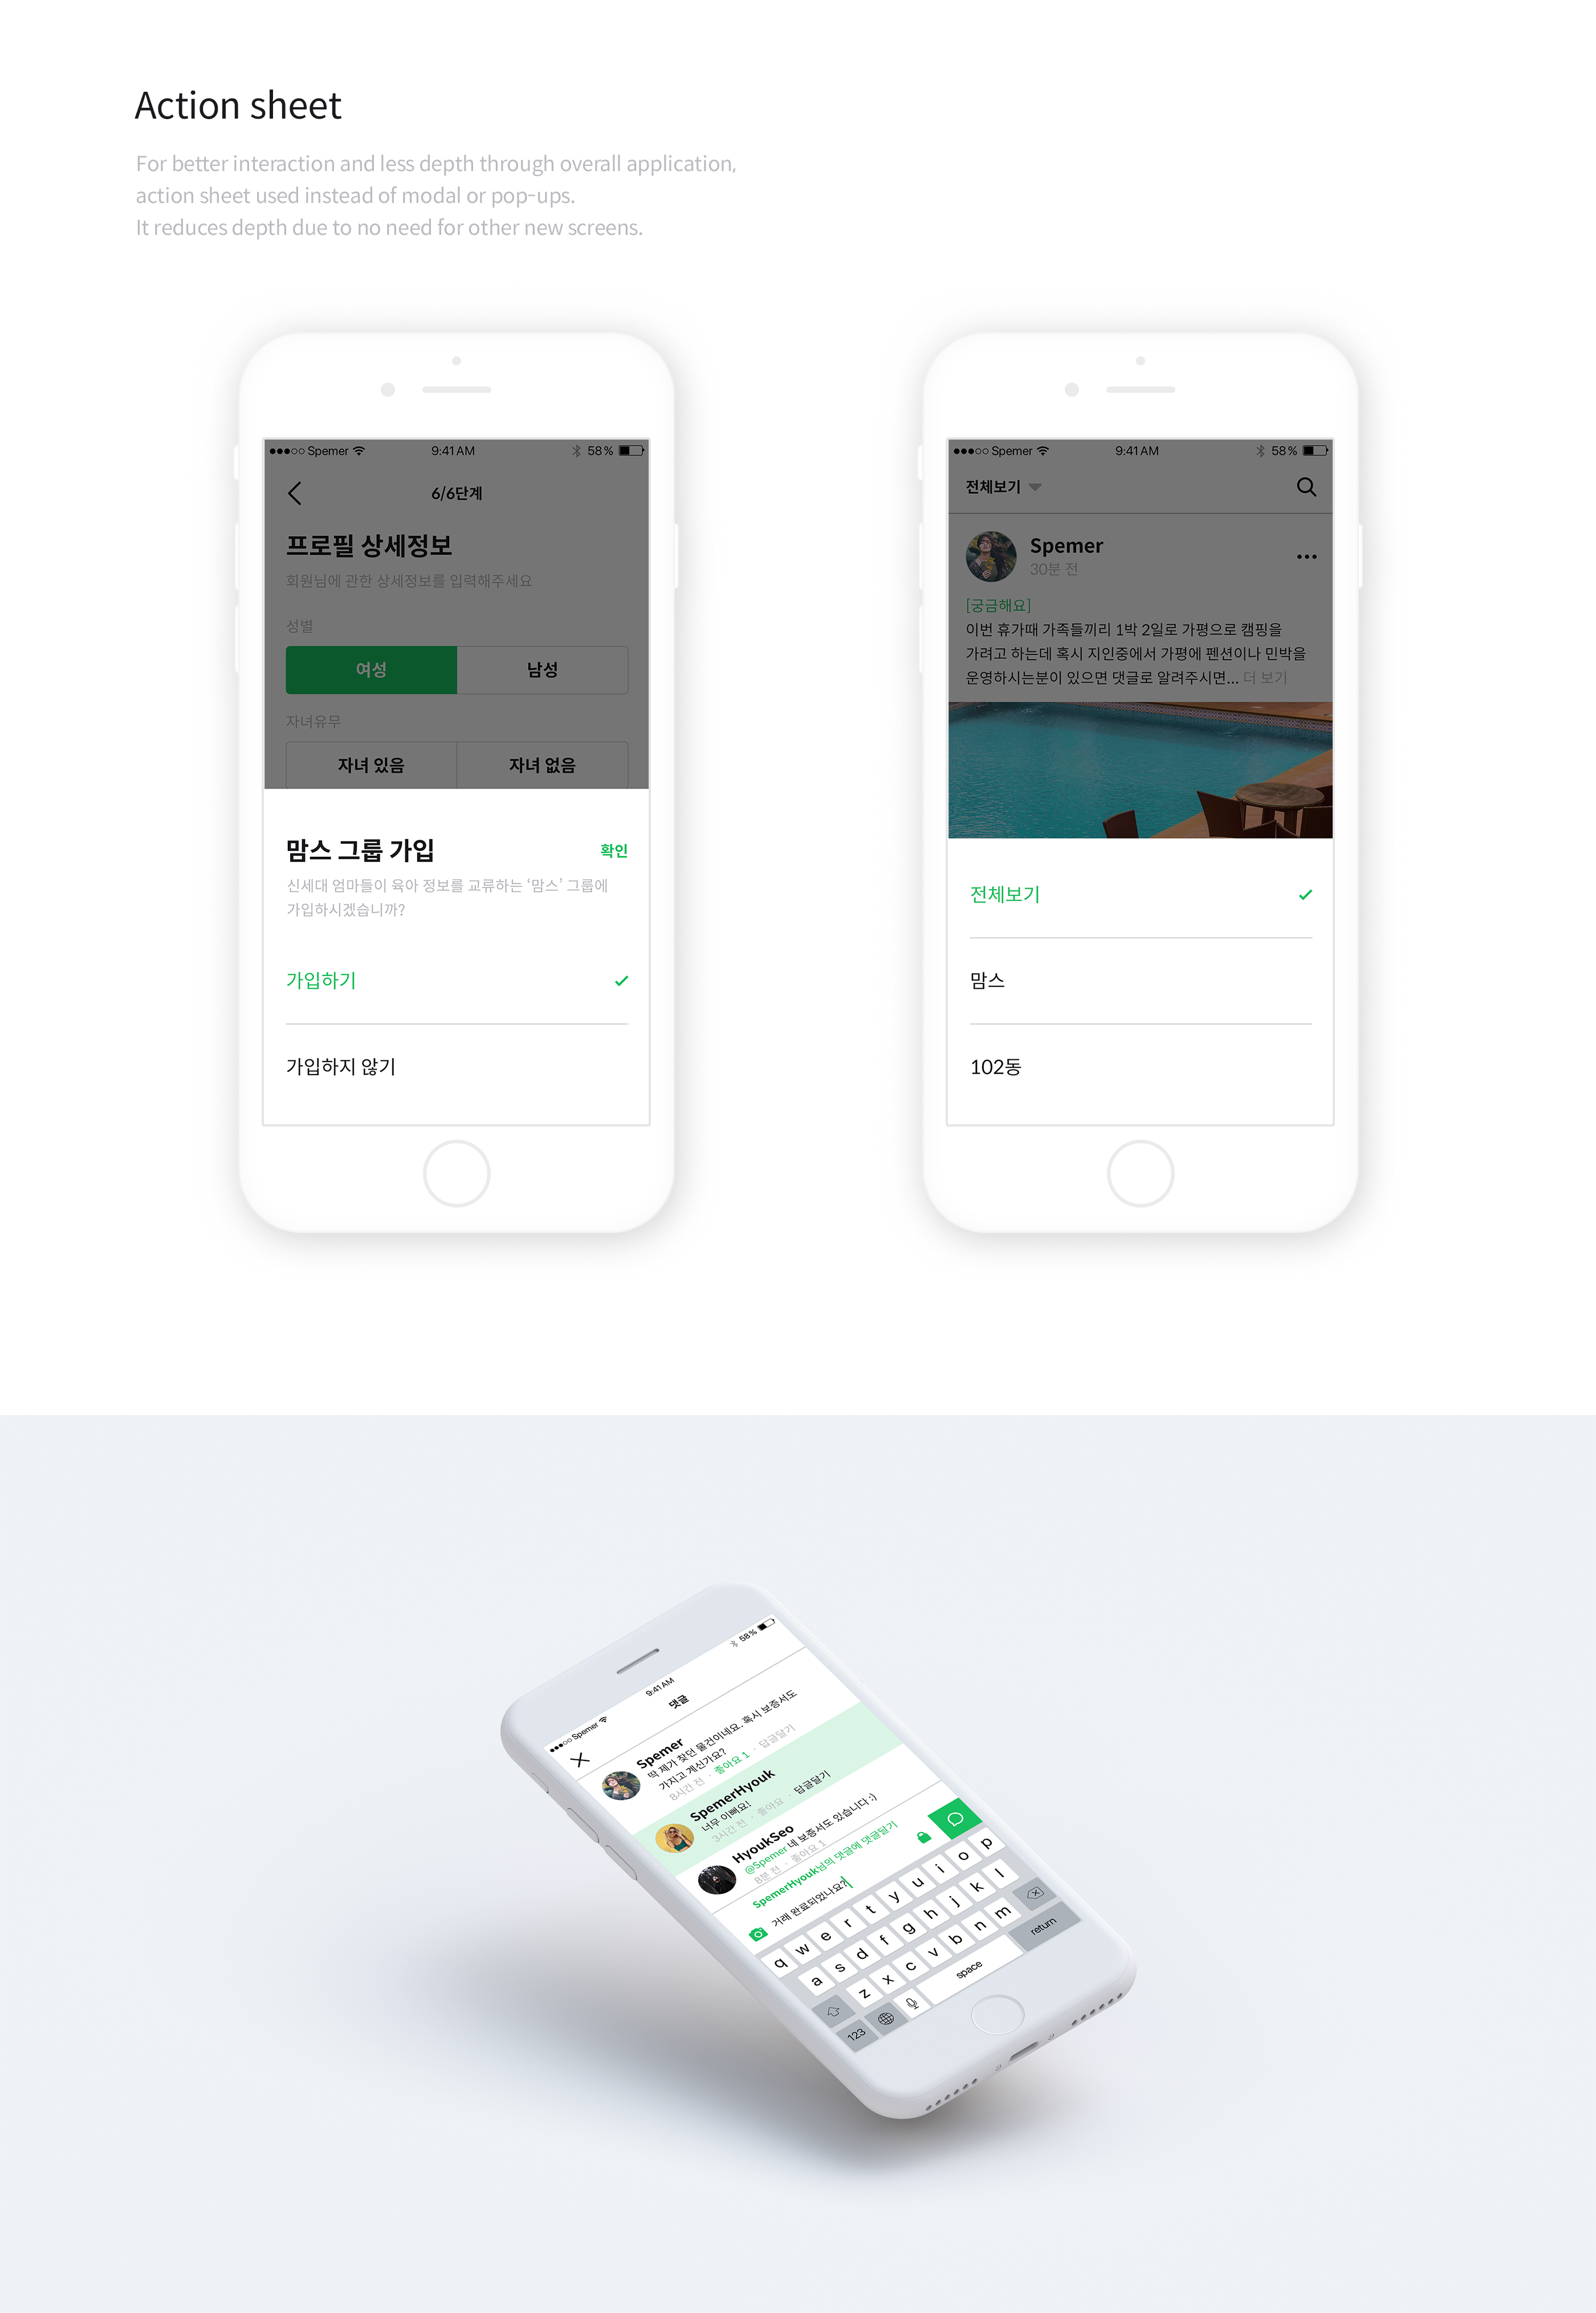 Action sheet
For better interaction and less depth through overall application,
action sheet used instead of modal or pop-ups.
It reduces depth due to no need for other new screens.
Spemer 9:41 AM 58%
6/6단계
프로필 상세정보
회원님에 관한 상세정보를 입력해주세요
성별
여성 남성
자녀유무
자녀 있음 자녀 없음
맘스 그룹 가입 확인
신세대 엄마들이 육아 정보를 교류하는 ‘맘스’ 그룹에
가입하시겠습니까?
가입하기
가입하지 않기
Spemer 9:41 AM 58%
전체보기
Spemer
30분 전
[궁금해요]
이번 휴가때 가족들끼리 1박 2일로 가평으로 캠핑을
가려고 하는데 혹시 지인중에서 가평에 펜션이나 민박을
운영하시는분이 있으면 댓글로 알려주시면... 더 보기
전체보기
맘스
102동
Spemer 9:41 AM 58%
댓글
Spemer
딱 제가 찾던 물건이네요. 혹시 보증서도
가지고 계신가요?
8시간 전 · 좋아요 1 · 답글달기
SpemerHyouk
너무 이뻐요!
3시간 전 · 좋아요 · 답글달기
HyoukSeo
@Spemer 네 보증서도 있습니다 :)
8분 전 · 좋아요 1
SpemerHyouk님의 댓글에 댓글달기
거래 완료되었나요?
q w e r t y u i o p
a s d f g h j k l
z x c v b n m
123 space return